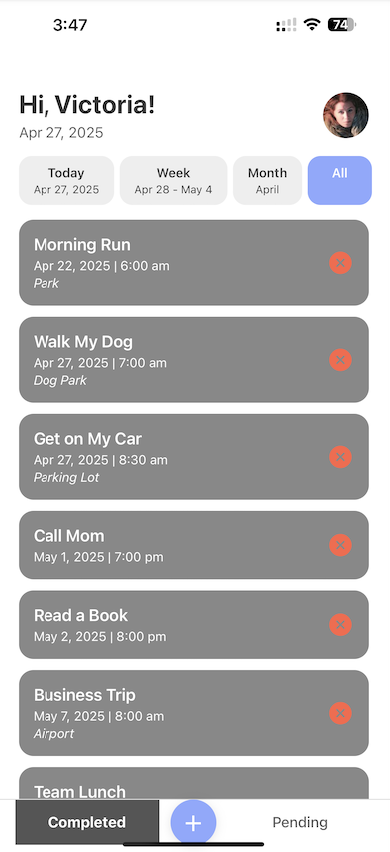 3:47
74
Hi, Victoria!
Apr 27, 2025
Today
Apr 27, 2025
Week
Apr 28 - May 4
Month
April
All
Morning Run
Apr 22, 2025 | 6:00 am
Park
Walk My Dog
Apr 27, 2025 | 7:00 am
Dog Park
Get on My Car
Apr 27, 2025 | 8:30 am
Parking Lot
Call Mom
May 1, 2025 | 7:00 pm
Read a Book
May 2, 2025 | 8:00 pm
Business Trip
May 7, 2025 | 8:00 am
Airport
Team Lunch
Completed
Pending